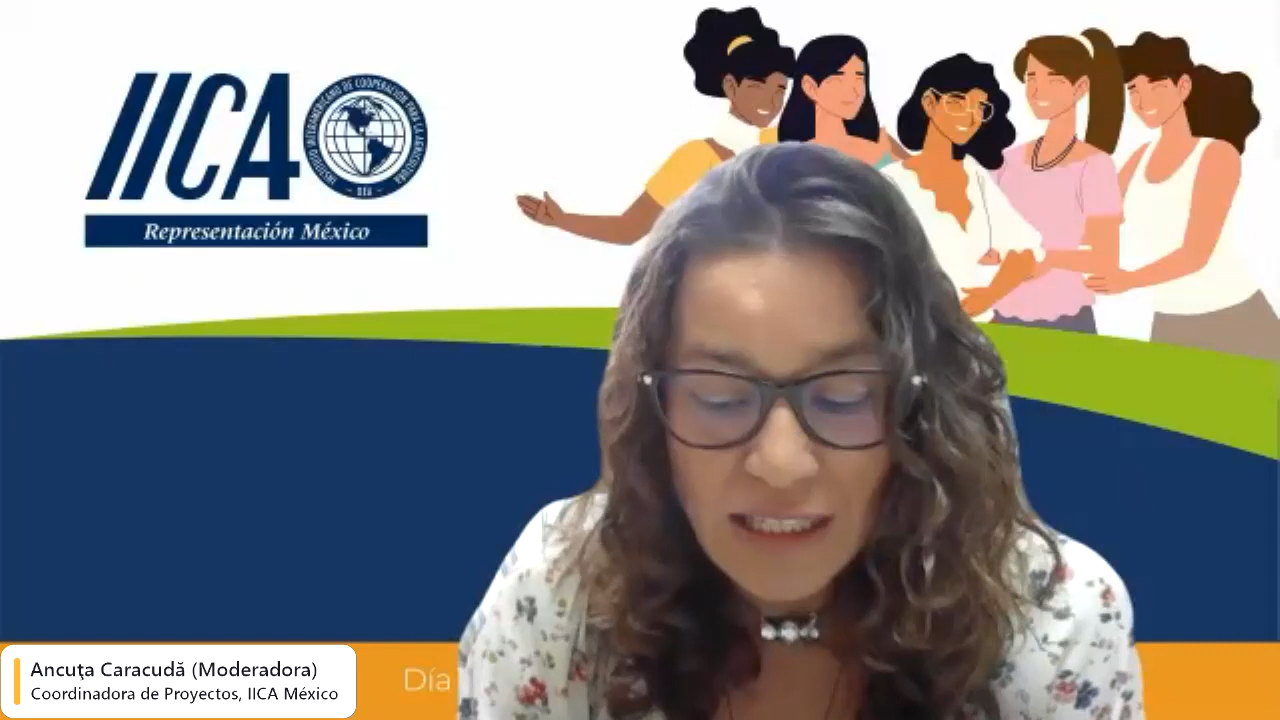 IICA
INSTITUTO INTERAMERICANO DE COOPERACIÓN PARA LA AGRICULTURA
- OEA -
Representación México
Ancuţa Caracudă (Moderadora)
Coordinadora de Proyectos, IICA México
Día